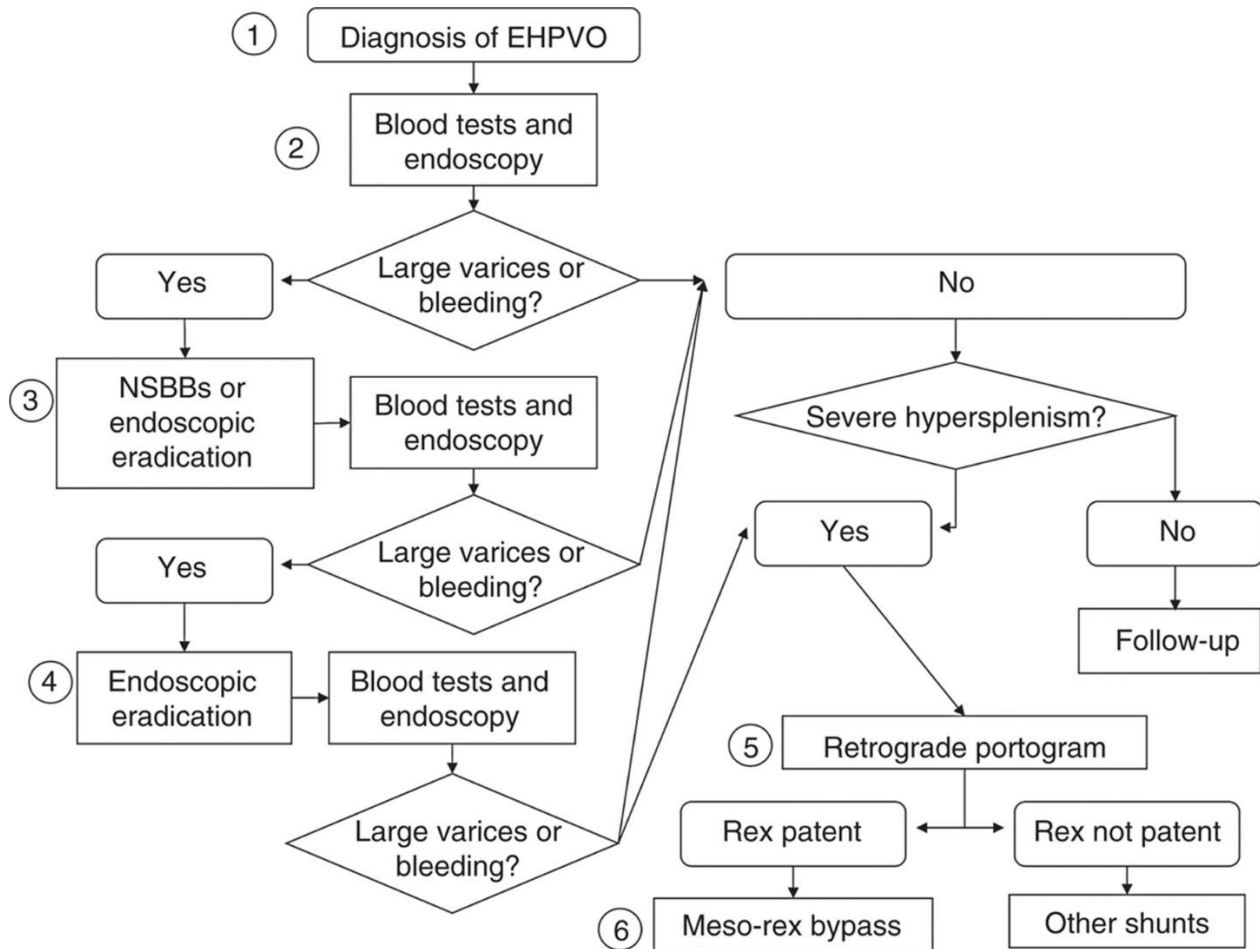 1
Diagnosis of EHPVO
2
Blood tests and
endoscopy
Large varices or
bleeding?
Yes
No
3
NSBBs or
endoscopic
eradication
Blood tests and
endoscopy
Severe hypersplenism?
Large varices or
bleeding?
Yes
Yes
No
4
Endoscopic
eradication
Blood tests and
endoscopy
Follow-up
Large varices or
bleeding?
5
Retrograde portogram
Rex patent
Rex not patent
6
Meso-rex bypass
Other shunts